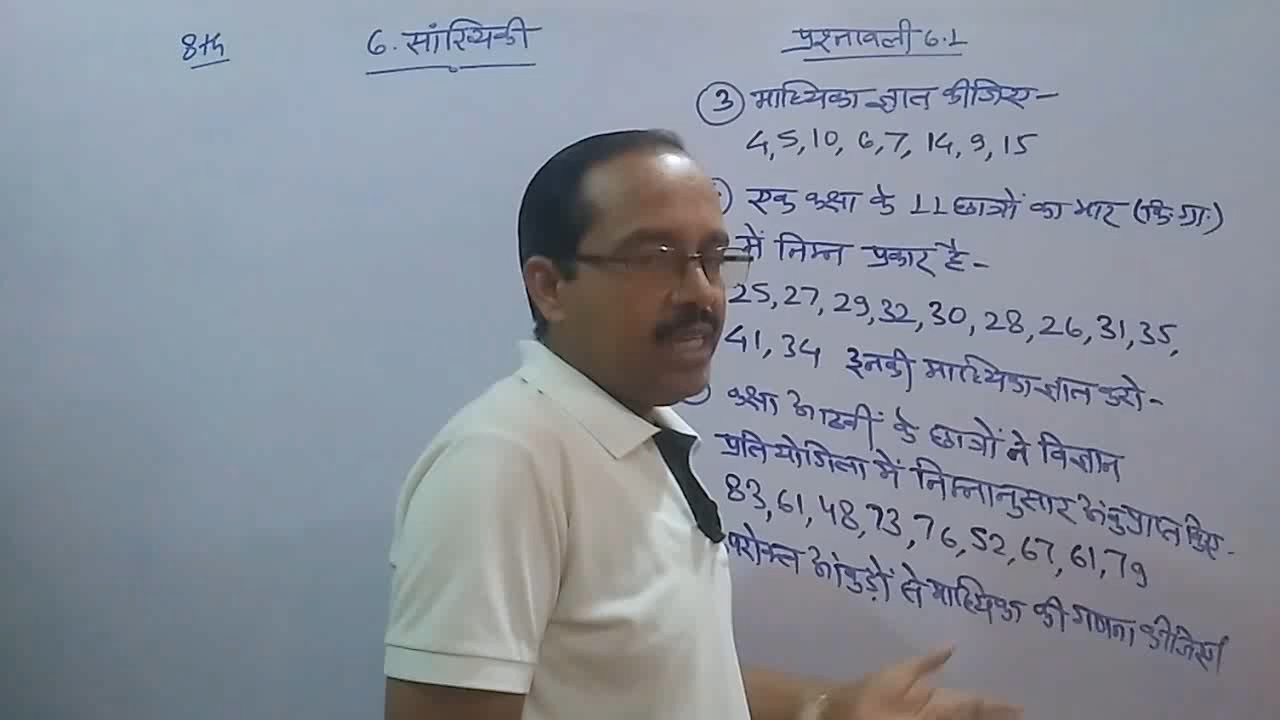 8th
6. सांख्यिकी
प्रश्नावली 6.1
③ माध्यिका ज्ञात कीजिए-
4, 5, 10, 6, 7, 14, 9, 15
एक कक्षा के 11 छात्रों का भार (कि.ग्रा.)
में निम्न प्रकार है-
25, 27, 29, 32, 30, 28, 26, 31, 35,
41, 34 इनकी माध्यिका ज्ञात करो-
कक्षा आठवीं के छात्रों ने विज्ञान
प्रतियोगिता में निम्नानुसार अंक प्राप्त किए-
83, 61, 48, 73, 76, 52, 67, 61, 79
आंकड़ों से माध्यिका की गणना कीजिए।